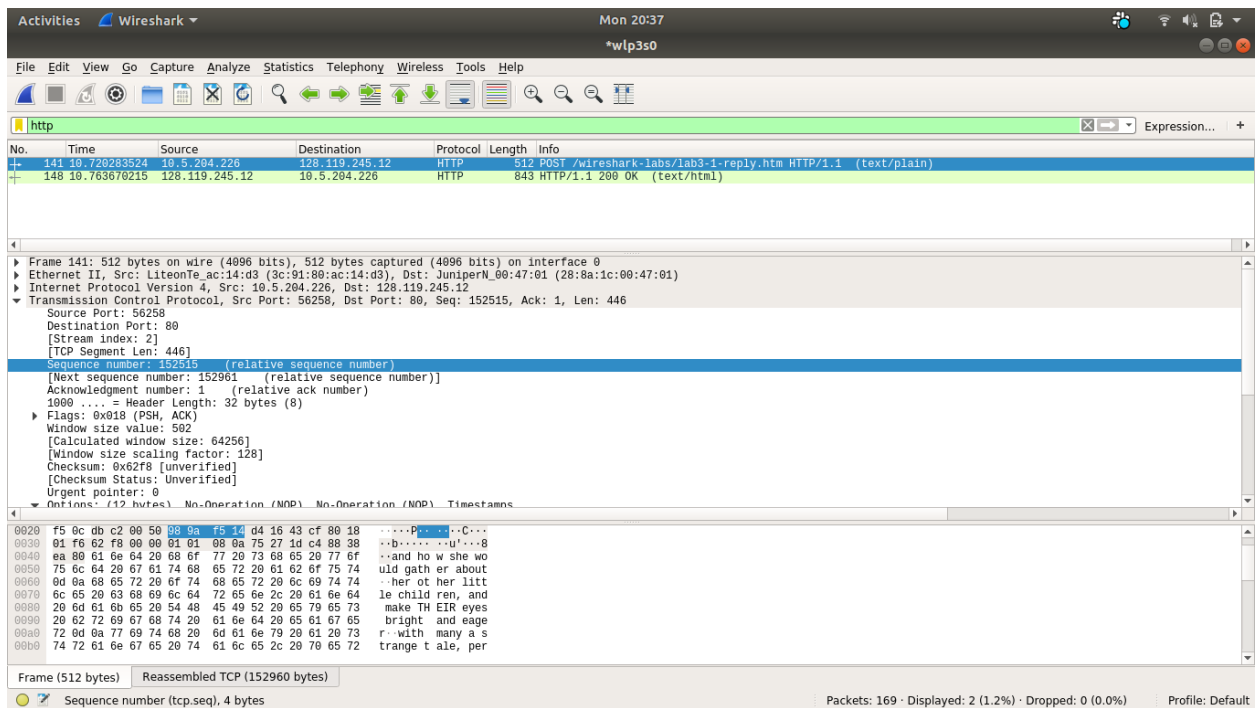 Activities Wireshark Mon 20:37
*wlp3s0
File Edit View Go Capture Analyze Statistics Telephony Wireless Tools Help
http Expression... +
No. Time Source Destination Protocol Length Info
141 10.720283524 10.5.204.226 128.119.245.12 HTTP 512 POST /wireshark-labs/lab3-1-reply.htm HTTP/1.1 (text/plain)
148 10.763670215 128.119.245.12 10.5.204.226 HTTP 843 HTTP/1.1 200 OK (text/html)
Frame 141: 512 bytes on wire (4096 bits), 512 bytes captured (4096 bits) on interface 0
Ethernet II, Src: LiteonTe_ac:14:d3 (3c:91:80:ac:14:d3), Dst: JuniperN_00:47:01 (28:8a:1c:00:47:01)
Internet Protocol Version 4, Src: 10.5.204.226, Dst: 128.119.245.12
Transmission Control Protocol, Src Port: 56258, Dst Port: 80, Seq: 152515, Ack: 1, Len: 446
Source Port: 56258
Destination Port: 80
[Stream index: 2]
[TCP Segment Len: 446]
Sequence number: 152515 (relative sequence number)
[Next sequence number: 152961 (relative sequence number)]
Acknowledgment number: 1 (relative ack number)
1000 .... = Header Length: 32 bytes (8)
Flags: 0x018 (PSH, ACK)
Window size value: 502
[Calculated window size: 64256]
[Window size scaling factor: 128]
Checksum: 0x62f8 [unverified]
[Checksum Status: Unverified]
Urgent pointer: 0
Options: (12 bytes), No-Operation (NOP), No-Operation (NOP), Timestamps
0020 f5 0c db c2 00 50 98 9a f5 14 d4 16 43 cf 80 18 ·····P·· ····C···
0030 01 f6 62 f8 00 00 01 01 08 0a 75 27 1d c4 88 38 ··b····· ··u'···8
0040 ea 80 61 6e 64 20 68 6f 77 20 73 68 65 20 77 6f ··and ho w she wo
0050 75 6c 64 20 67 61 74 68 65 72 20 61 62 6f 75 74 uld gath er about
0060 0d 0a 68 65 72 20 6f 74 68 65 72 20 6c 69 74 74 ··her ot her litt
0070 6c 65 20 63 68 69 6c 64 72 65 6e 2c 20 61 6e 64 le child ren, and
0080 20 6d 61 6b 65 20 54 48 45 49 52 20 65 79 65 73 make TH EIR eyes
0090 20 62 72 69 67 68 74 20 61 6e 64 20 65 61 67 65 bright and eage
00a0 72 0d 0a 77 69 74 68 20 6d 61 6e 79 20 61 20 73 r··with many a s
00b0 74 72 61 6e 67 65 20 74 61 6c 65 2c 20 70 65 72 trange t ale, per
Frame (512 bytes) Reassembled TCP (152960 bytes)
Sequence number (tcp.seq), 4 bytes Packets: 169 · Displayed: 2 (1.2%) · Dropped: 0 (0.0%) Profile: Default